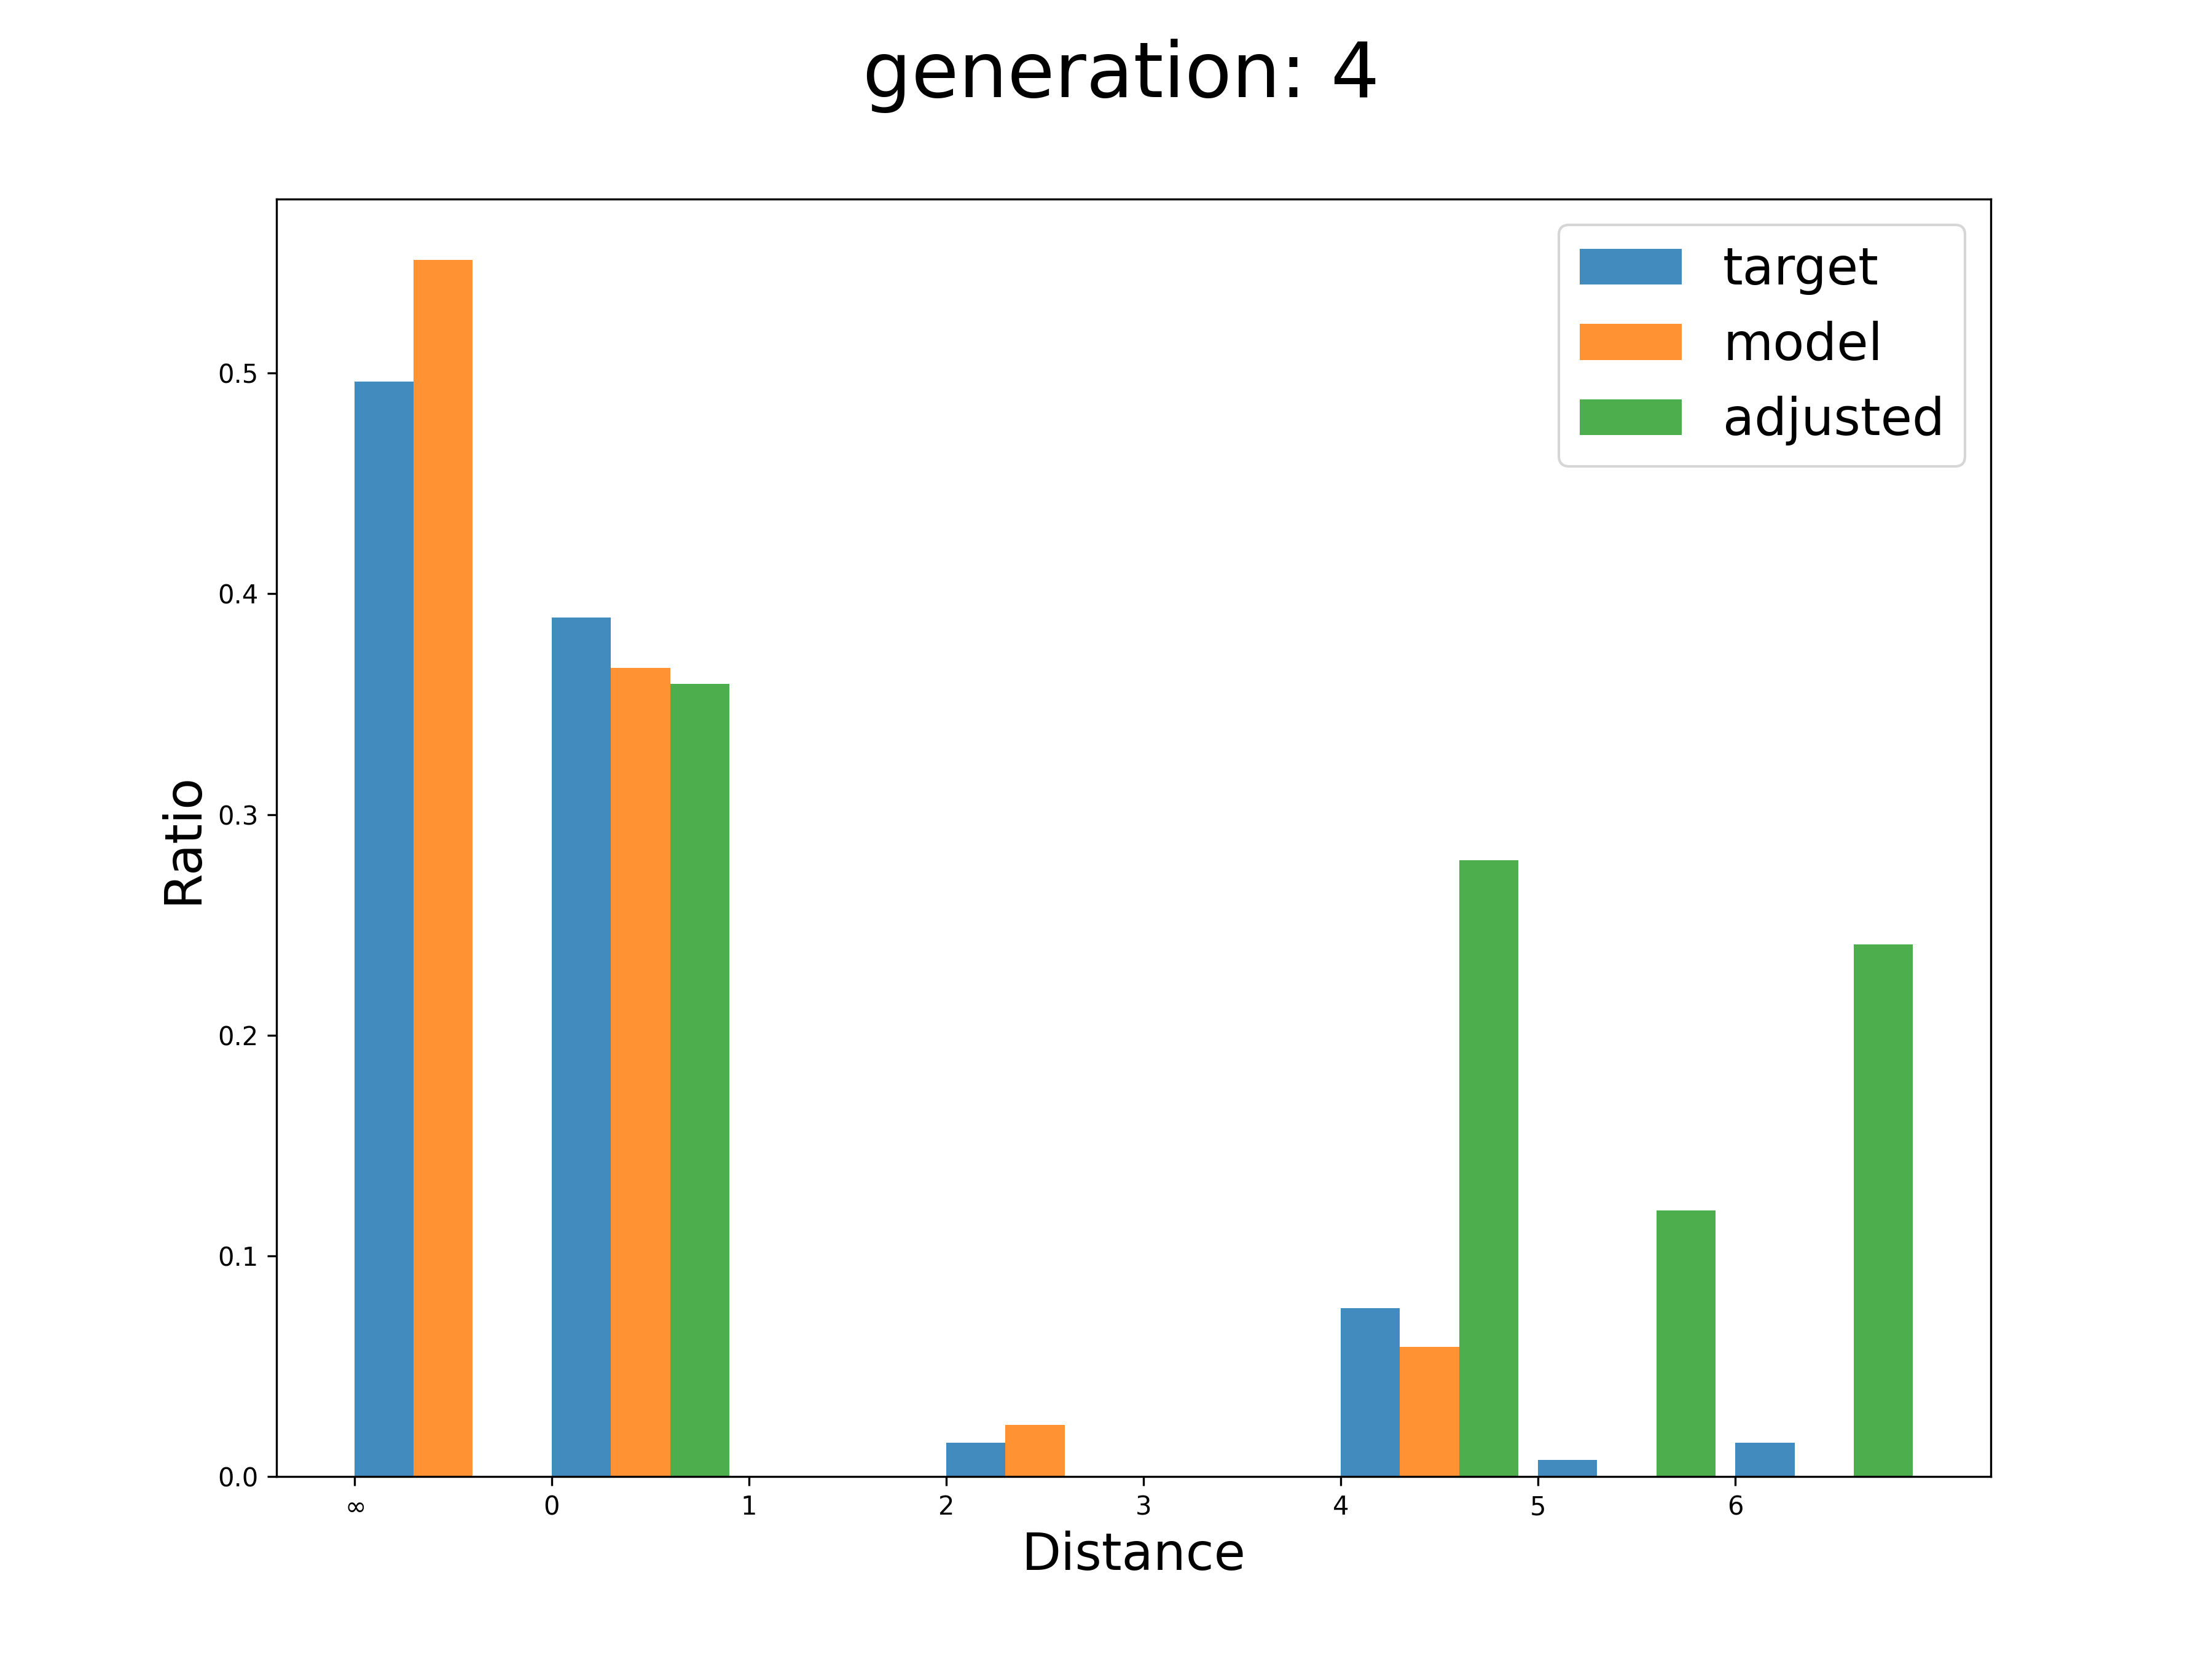 generation: 4
target
model
adjusted
Ratio
0.5
0.4
0.3
0.2
0.1
0.0
∞ 0 1 2 3 4 5 6
Distance